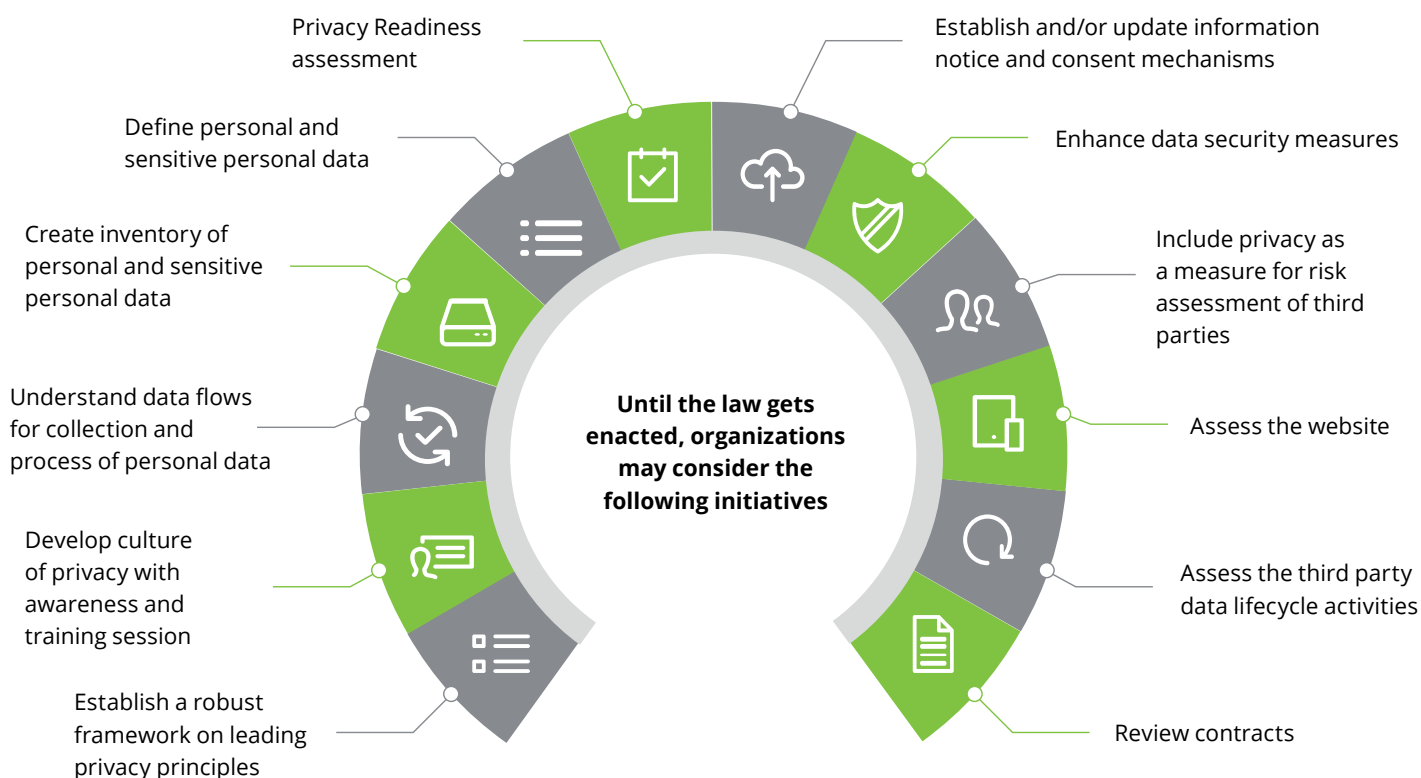 Privacy Readiness
assessment
Establish and/or update information
notice and consent mechanisms
Define personal and
sensitive personal data
Enhance data security measures
Create inventory of
personal and sensitive
personal data
Include privacy as
a measure for risk
assessment of third
parties
Understand data flows
for collection and
process of personal data
Until the law gets
enacted, organizations
may consider the
following initiatives
Assess the website
Develop culture
of privacy with
awareness and
training session
Assess the third party
data lifecycle activities
Establish a robust
framework on leading
privacy principles
Review contracts